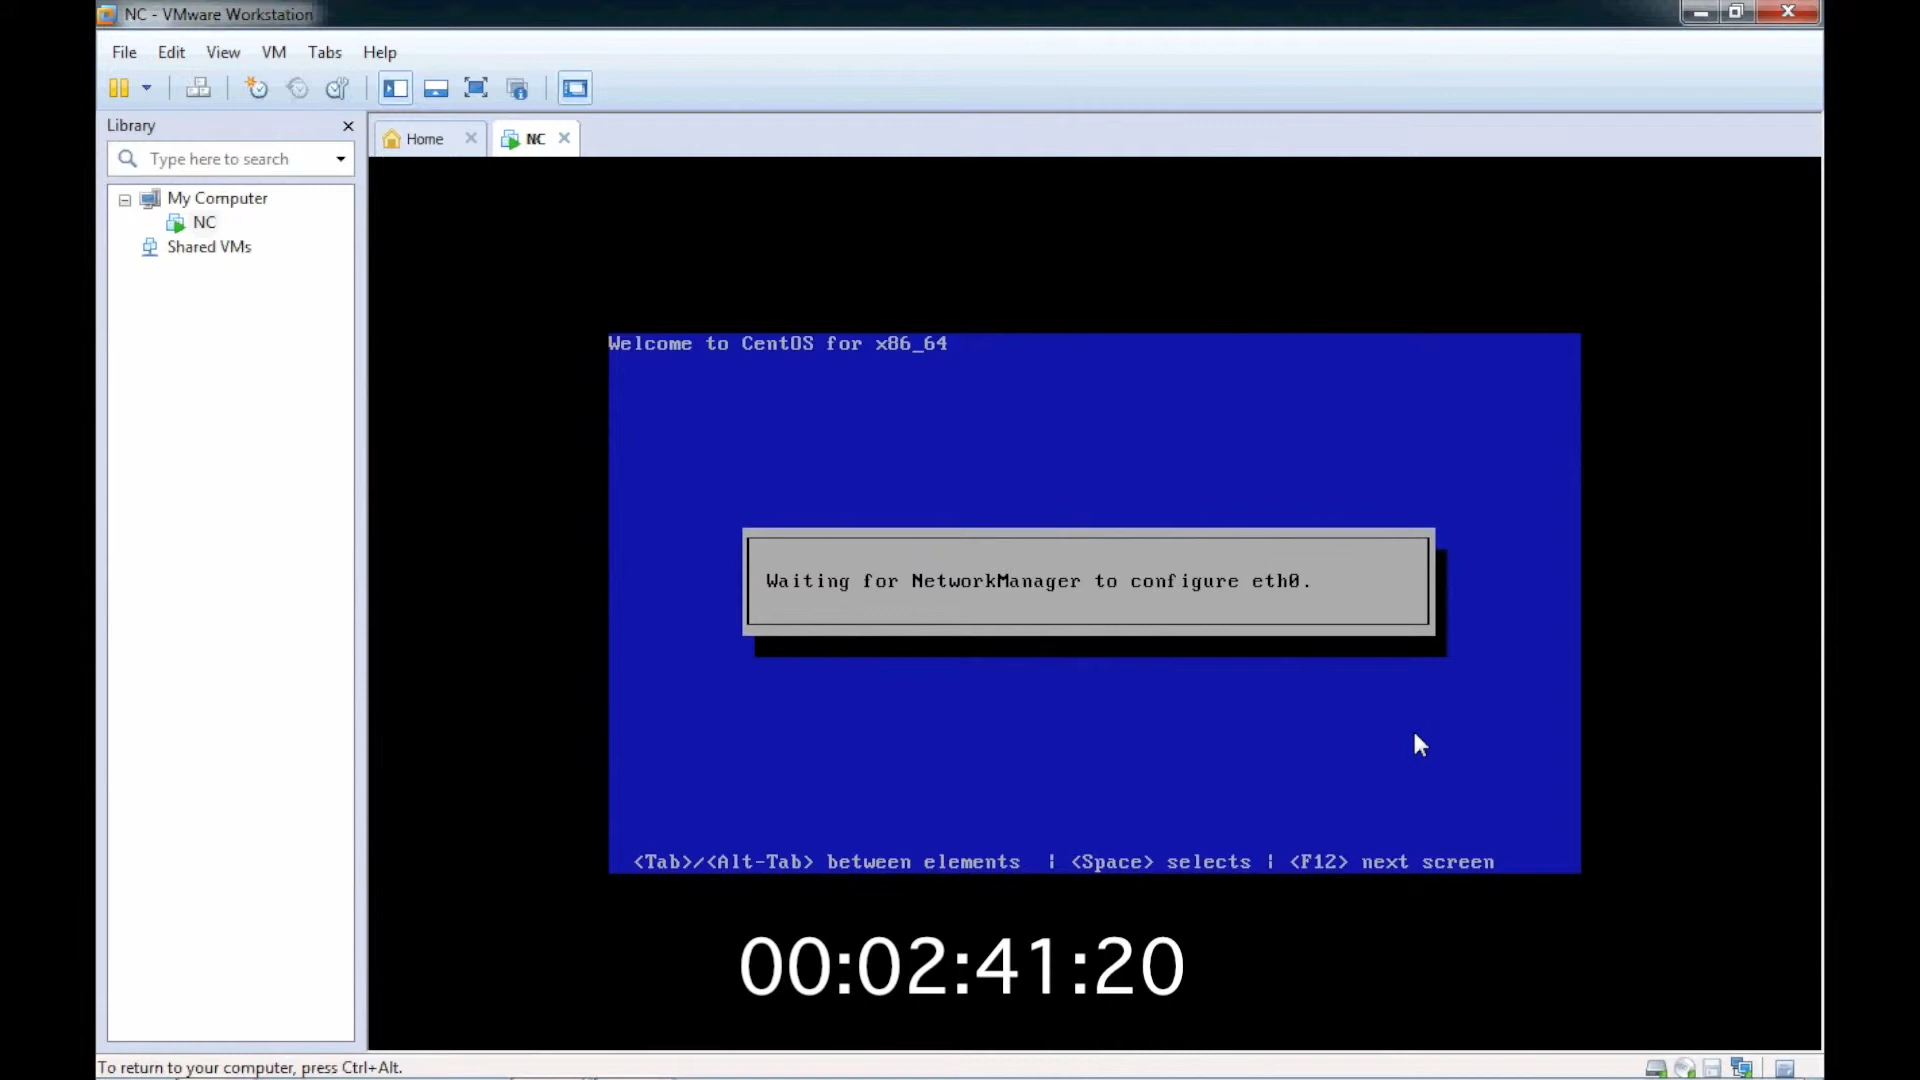 NC - VMware Workstation
File Edit View VM Tabs Help
Library
Home
NC
Type here to search
My Computer
NC
Shared VMs
Welcome to CentOS for x86_64
Waiting for NetworkManager to configure eth0.
<Tab>/<Alt-Tab> between elements | <Space> selects | <F12> next screen
00:02:41:20
To return to your computer, press Ctrl+Alt.